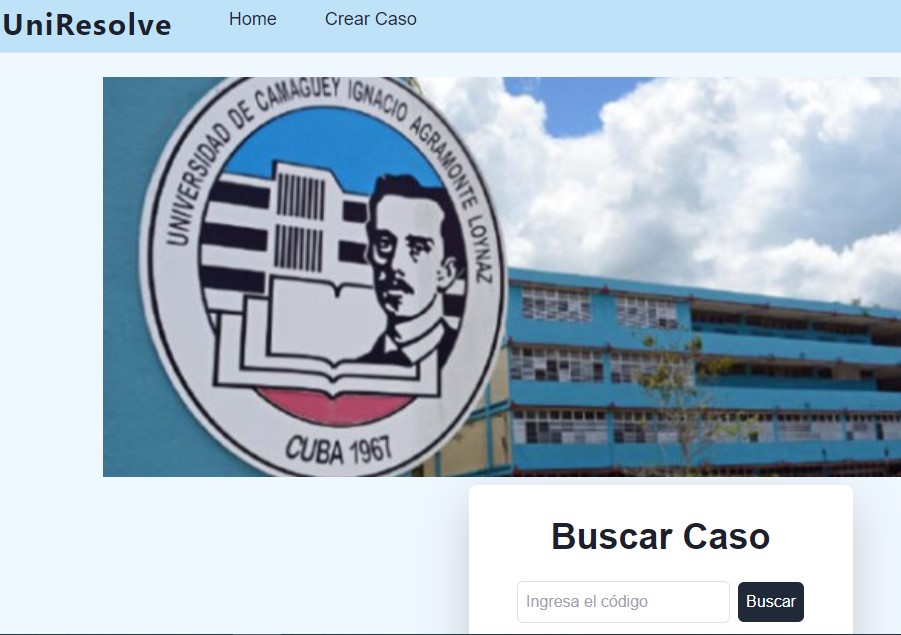 UniResolve Home Crear Caso
UNIVERSIDAD DE CAMAGUEY IGNACIO AGRAMONTE LOYNAZ
CUBA 1967
Buscar Caso
Ingresa el código Buscar